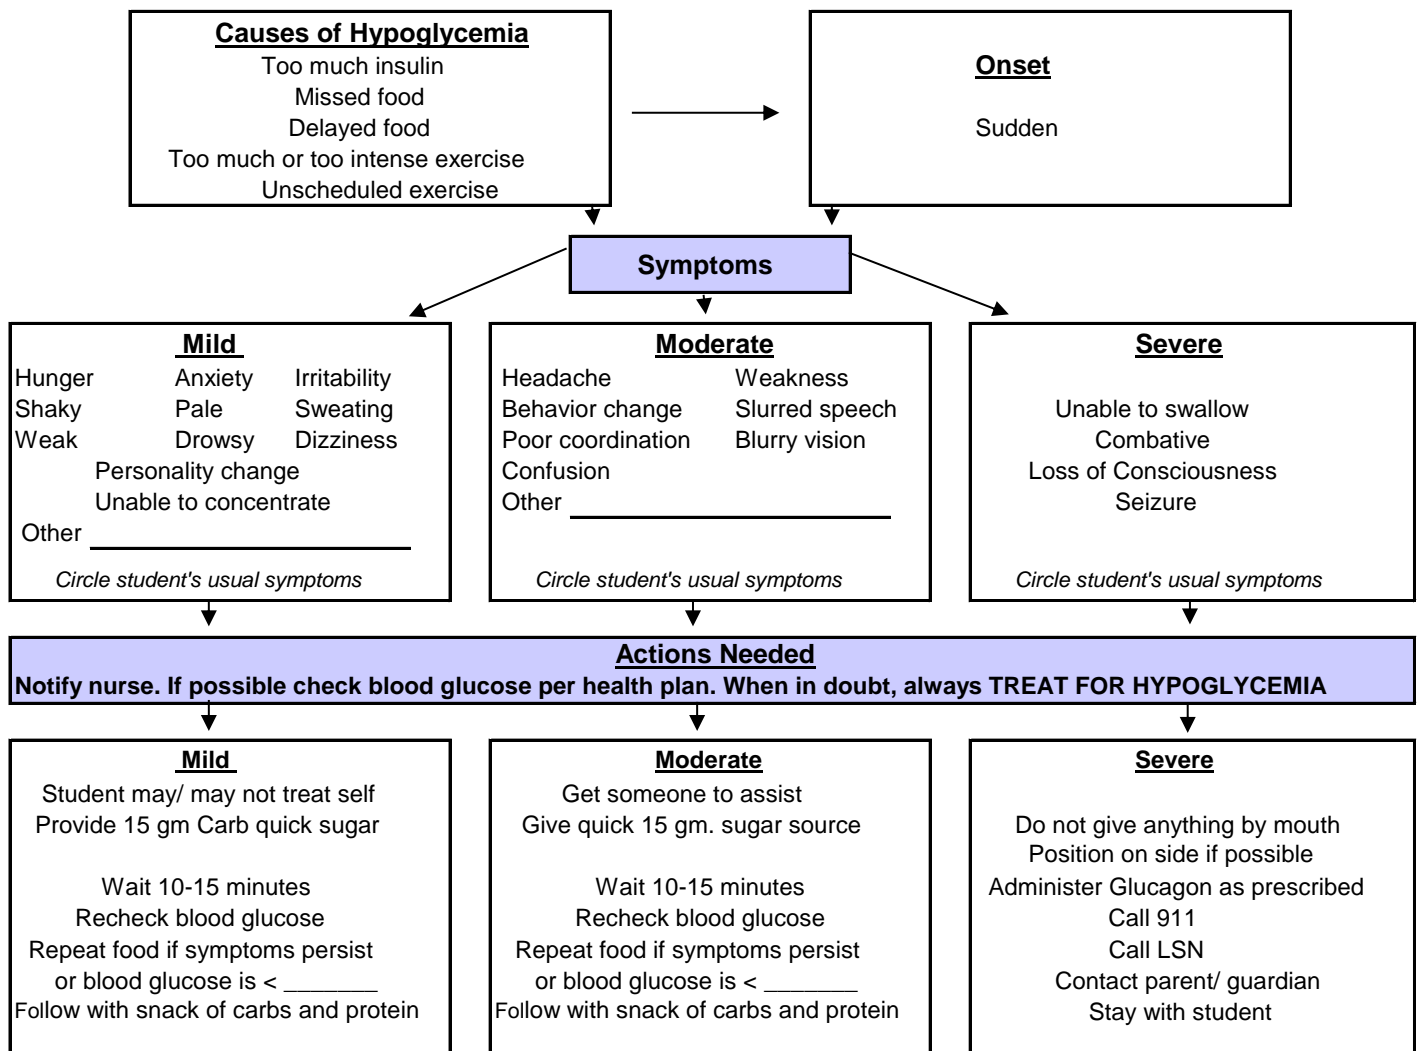 Causes of Hypoglycemia
Too much insulin
Missed food
Delayed food
Too much or too intense exercise
Unscheduled exercise
Onset
Sudden
Symptoms
Mild
Hunger Anxiety Irritability
Shaky Pale Sweating
Weak Drowsy Dizziness
Personality change
Unable to concentrate
Other ____________________
Circle student's usual symptoms
Moderate
Headache Weakness
Behavior change Slurred speech
Poor coordination Blurry vision
Confusion
Other ____________________
Circle student's usual symptoms
Severe
Unable to swallow
Combative
Loss of Consciousness
Seizure
Circle student's usual symptoms
Actions Needed
Notify nurse. If possible check blood glucose per health plan. When in doubt, always TREAT FOR HYPOGLYCEMIA
Mild
Student may/ may not treat self
Provide 15 gm Carb quick sugar
Wait 10-15 minutes
Recheck blood glucose
Repeat food if symptoms persist
or blood glucose is < _______
Follow with snack of carbs and protein
Moderate
Get someone to assist
Give quick 15 gm. sugar source
Wait 10-15 minutes
Recheck blood glucose
Repeat food if symptoms persist
or blood glucose is < _______
Follow with snack of carbs and protein
Severe
Do not give anything by mouth
Position on side if possible
Administer Glucagon as prescribed
Call 911
Call LSN
Contact parent/ guardian
Stay with student